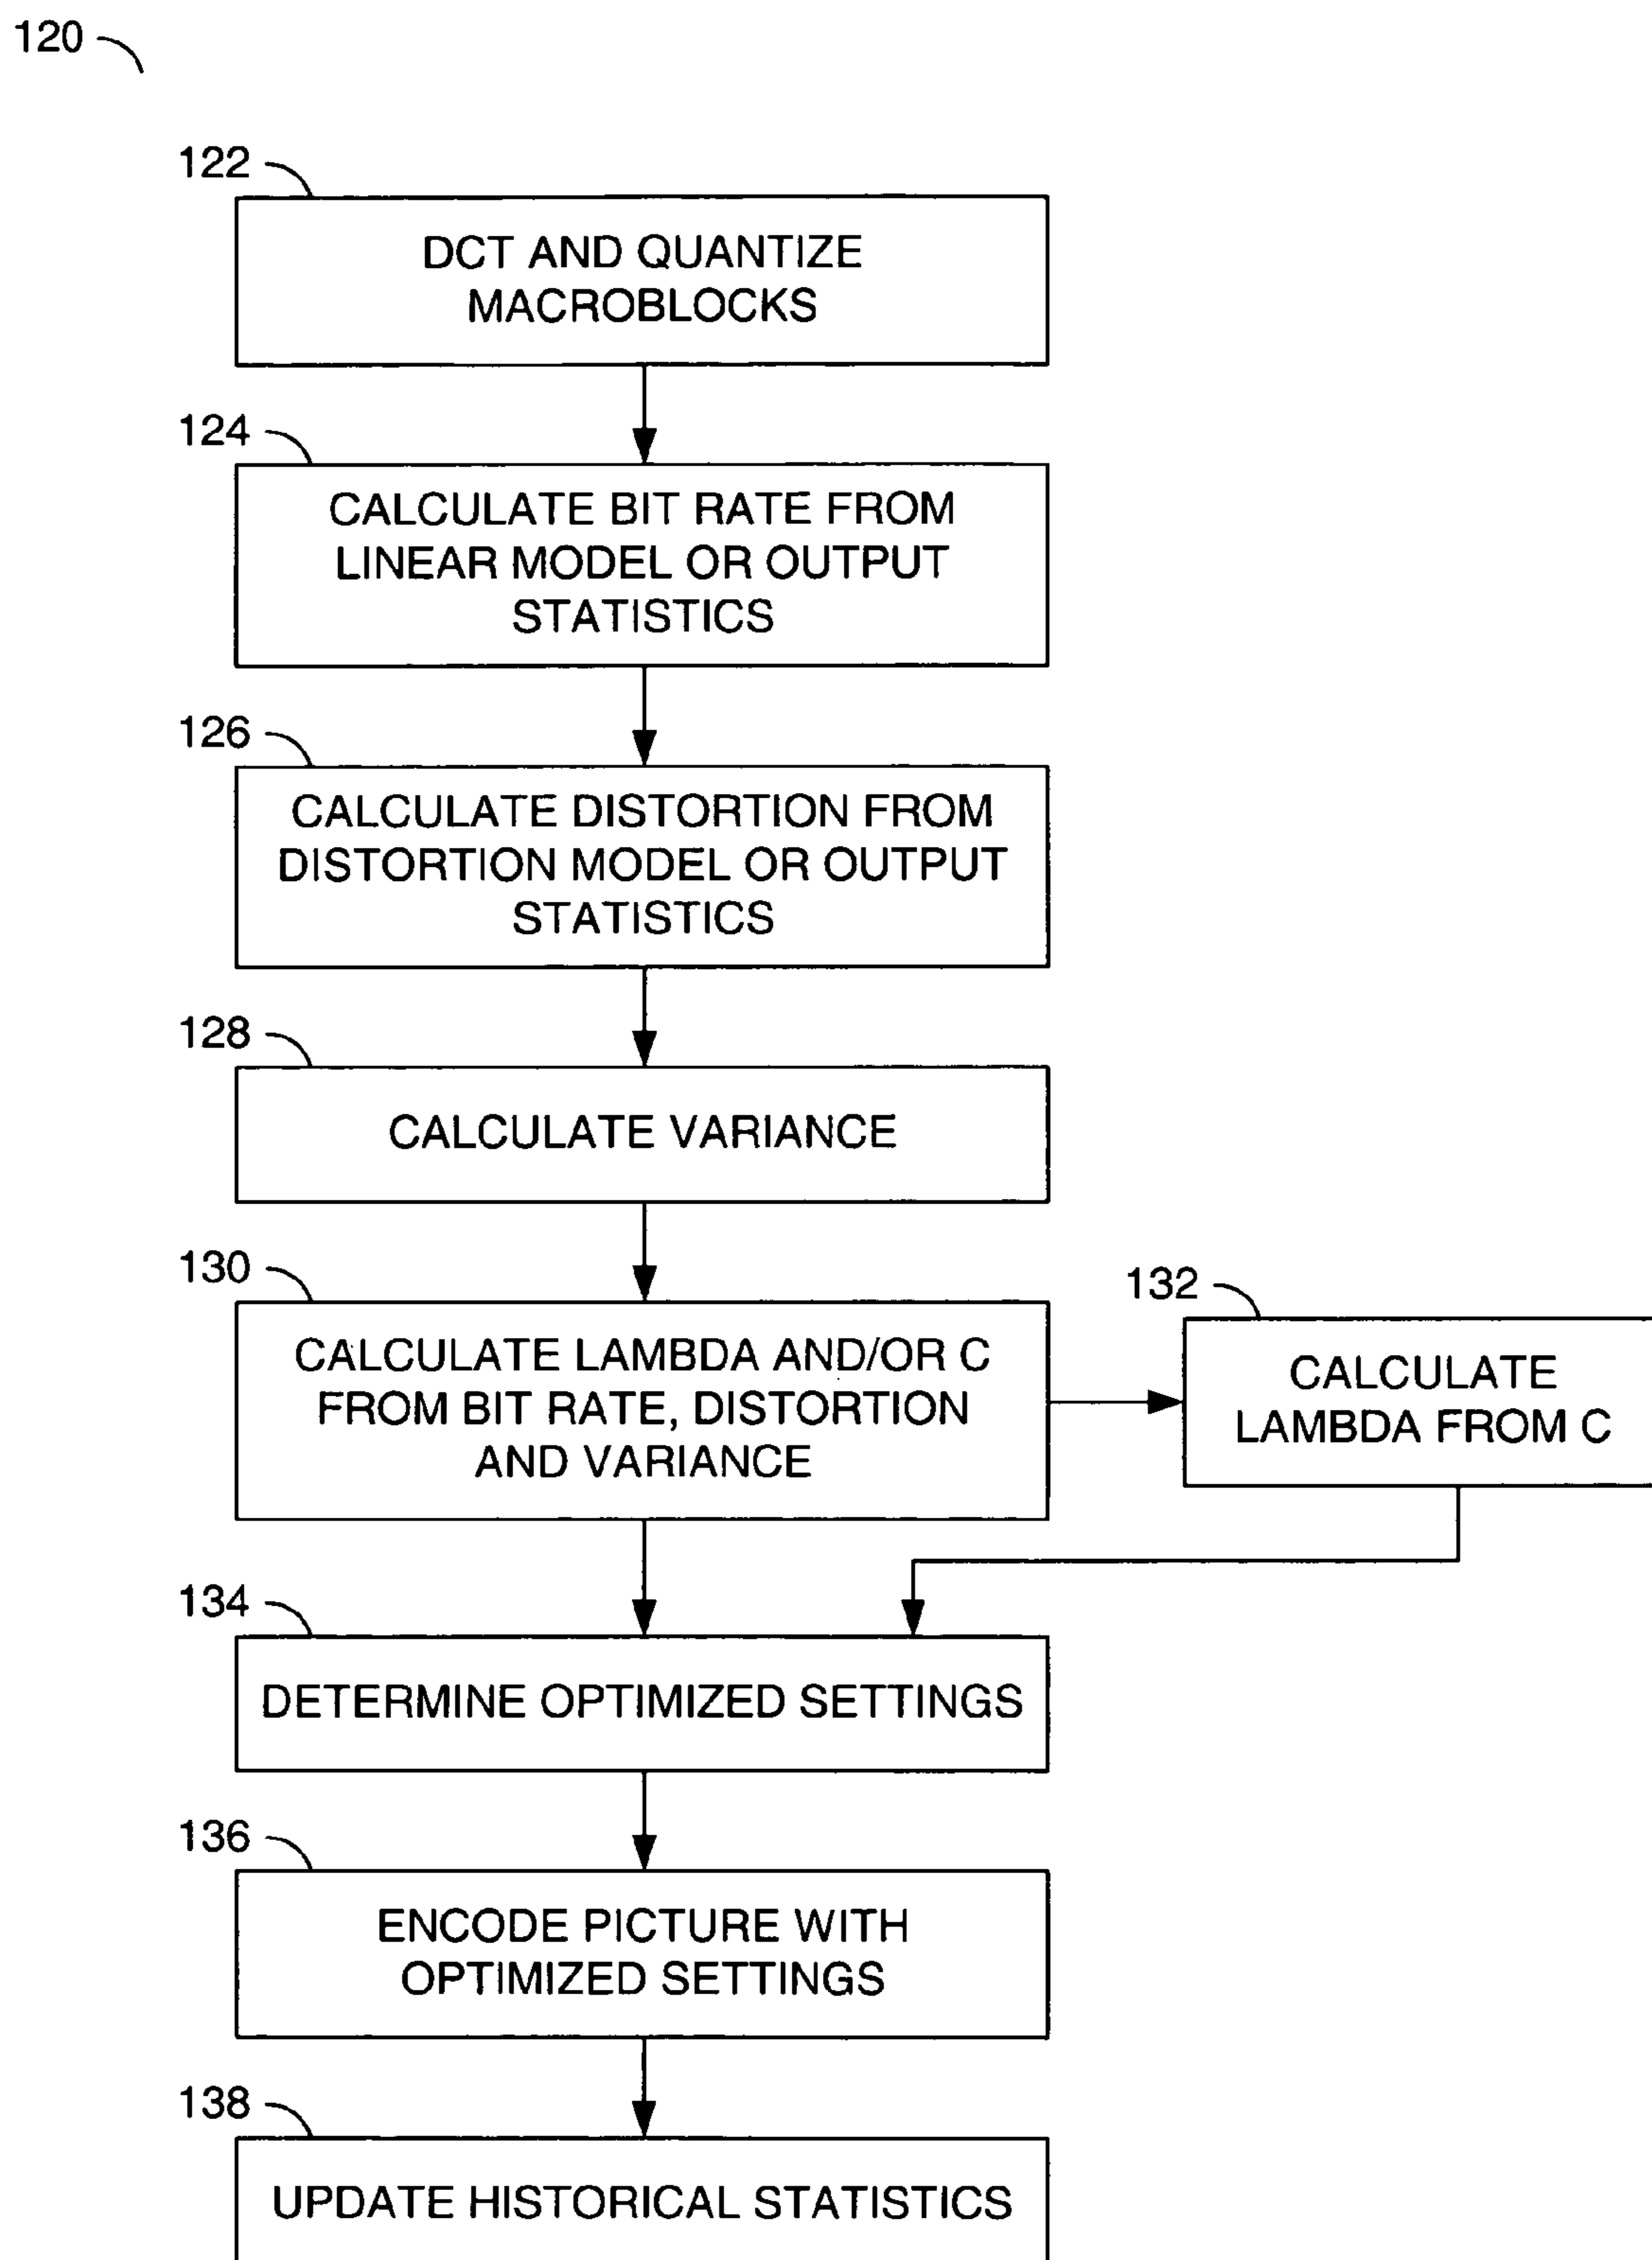 120
122
DCT AND QUANTIZE
MACROBLOCKS
124
CALCULATE BIT RATE FROM
LINEAR MODEL OR OUTPUT
STATISTICS
126
CALCULATE DISTORTION FROM
DISTORTION MODEL OR OUTPUT
STATISTICS
128
CALCULATE VARIANCE
130
CALCULATE LAMBDA AND/OR C
FROM BIT RATE, DISTORTION
AND VARIANCE
132
CALCULATE
LAMBDA FROM C
134
DETERMINE OPTIMIZED SETTINGS
136
ENCODE PICTURE WITH
OPTIMIZED SETTINGS
138
UPDATE HISTORICAL STATISTICS